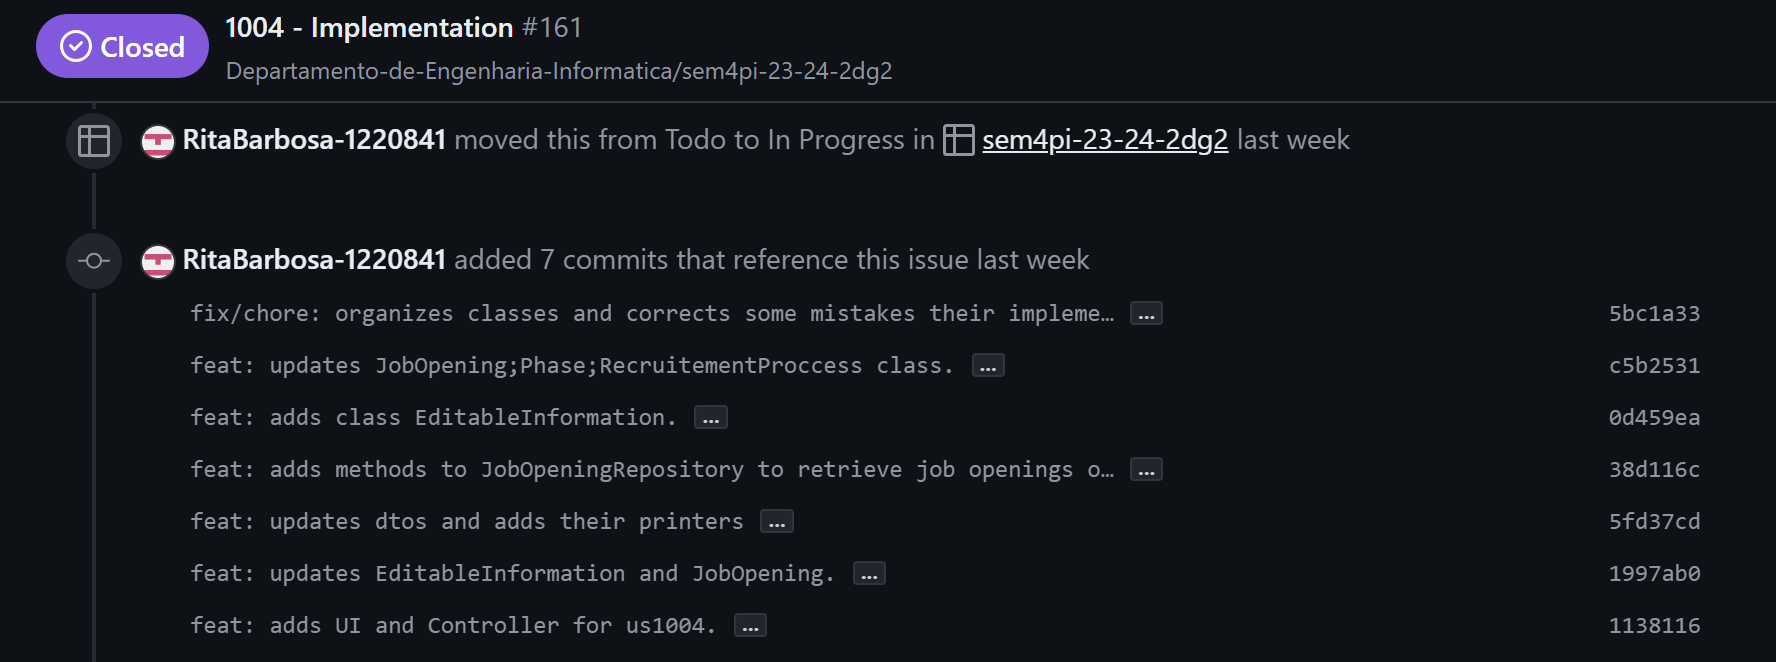 Closed
1004 - Implementation #161
Departamento-de-Engenharia-Informatica/sem4pi-23-24-2dg2
RitaBarbosa-1220841 moved this from Todo to In Progress in sem4pi-23-24-2dg2 last week
RitaBarbosa-1220841 added 7 commits that reference this issue last week
fix/chore: organizes classes and corrects some mistakes their impleme… ... 5bc1a33
feat: updates JobOpening;Phase;RecruitementProccess class. ... c5b2531
feat: adds class EditableInformation. ... 0d459ea
feat: adds methods to JobOpeningRepository to retrieve job openings o… ... 38d116c
feat: updates dtos and adds their printers ... 5fd37cd
feat: updates EditableInformation and JobOpening. ... 1997ab0
feat: adds UI and Controller for us1004. ... 1138116